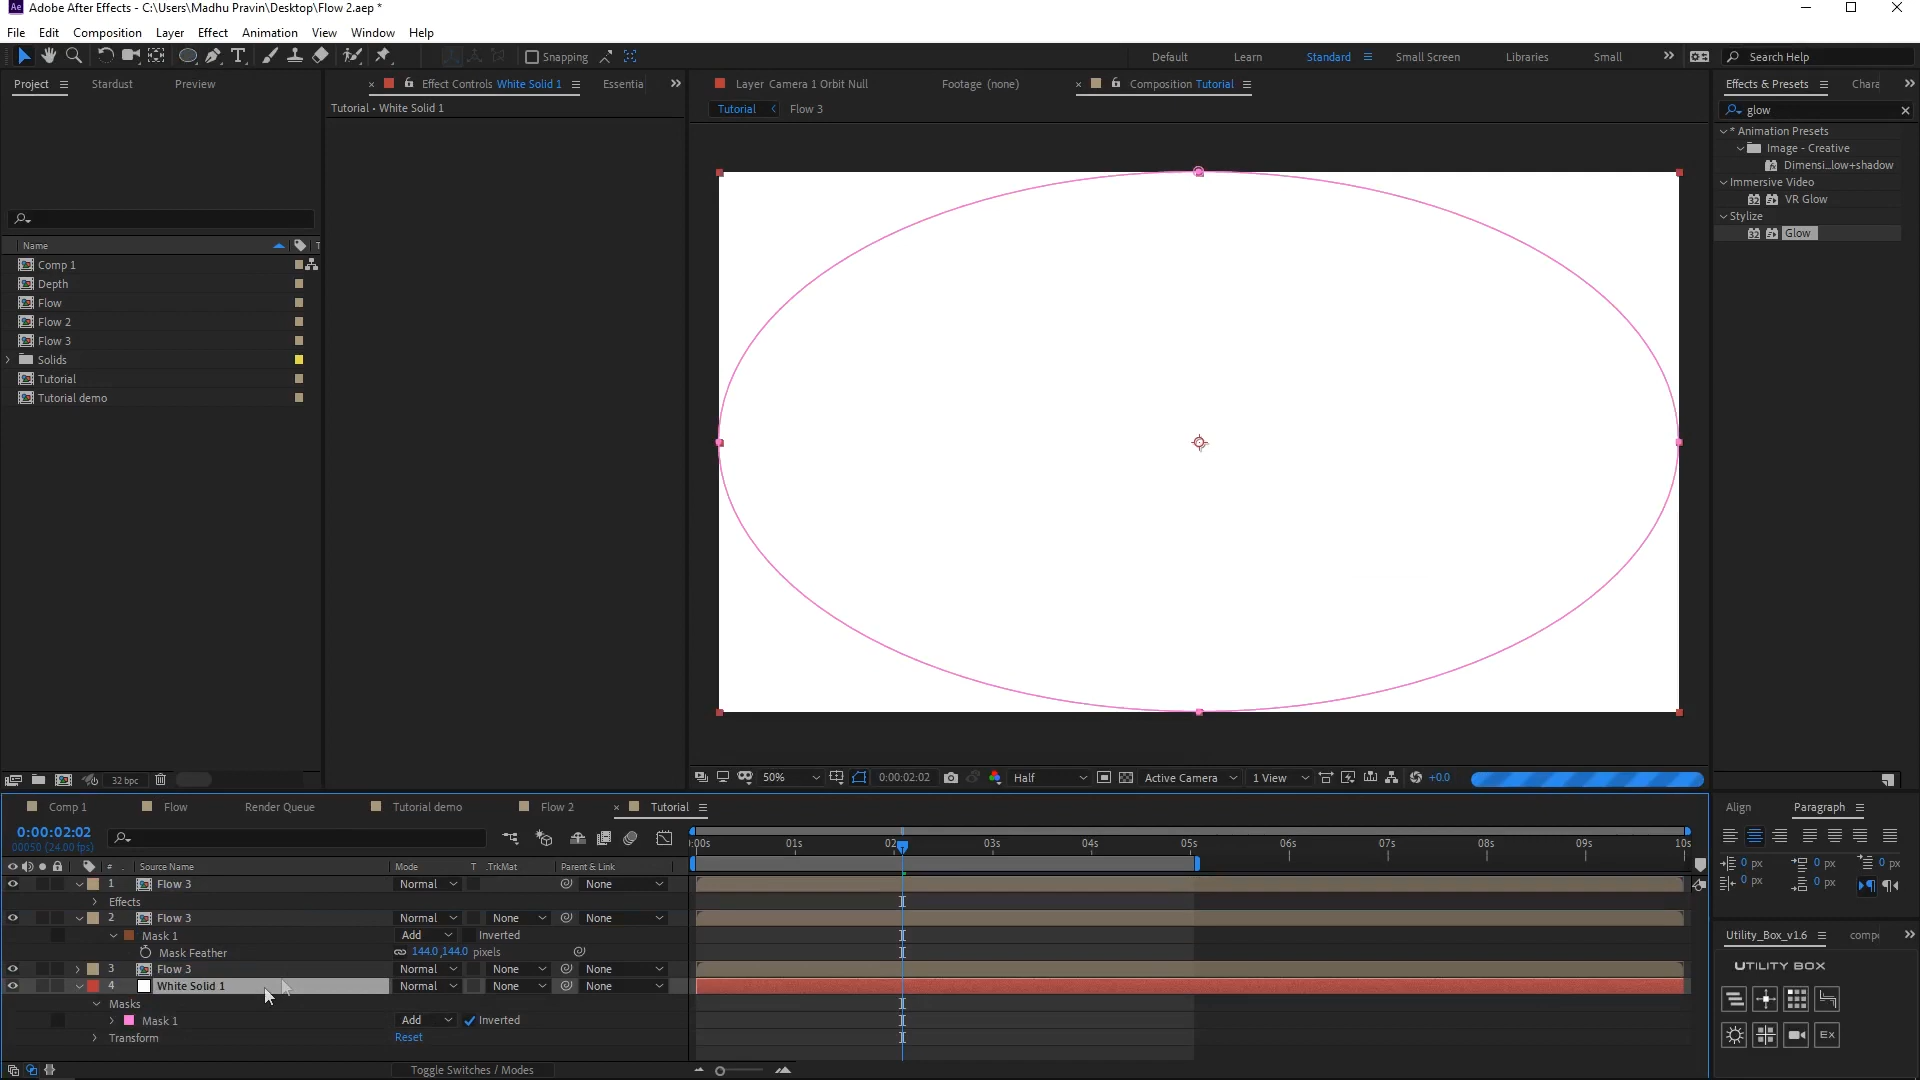 Ae Adobe After Effects - C:\Users\Madhu Pravin\Desktop\Flow 2.aep *
File Edit Composition Layer Effect Animation View Window Help
Snapping Default Learn Standard Small Screen Libraries Small Search Help
Project Stardust Preview
Effect Controls White Solid 1 Essentia
Tutorial • White Solid 1
Layer Camera 1 Orbit Null Footage (none) Composition Tutorial
Tutorial Flow 3
Effects & Presets Chara
glow
* Animation Presets
Image - Creative
Dimensi...low+shadow
Immersive Video
32 VR Glow
Stylize
32 Glow
Name T
Comp 1
Depth
Flow
Flow 2
Flow 3
Solids
Tutorial
Tutorial demo
32 bpc
50% 0:00:02:02 Half Active Camera 1 View +0.0
Comp 1 Flow Render Queue Tutorial demo Flow 2 Tutorial
0:00:02:02
00050 (24.00 fps)
:00s 01s 02 03s 04s 05s 06s 07s 08s 09s 10s
# Source Name Mode T .TrkMat Parent & Link
1 Flow 3 Normal None
Effects
2 Flow 3 Normal None None
Mask 1 Add Inverted
Mask Feather 144.0,144.0 pixels
3 Flow 3 Normal None None
4 White Solid 1 Normal None None
Masks
Mask 1 Add Inverted
Transform Reset
Toggle Switches / Modes
Align Paragraph
0 px 0 px 0 px
0 px 0 px
Utility_Box_v1.6 comp
UTILITY BOX
EX